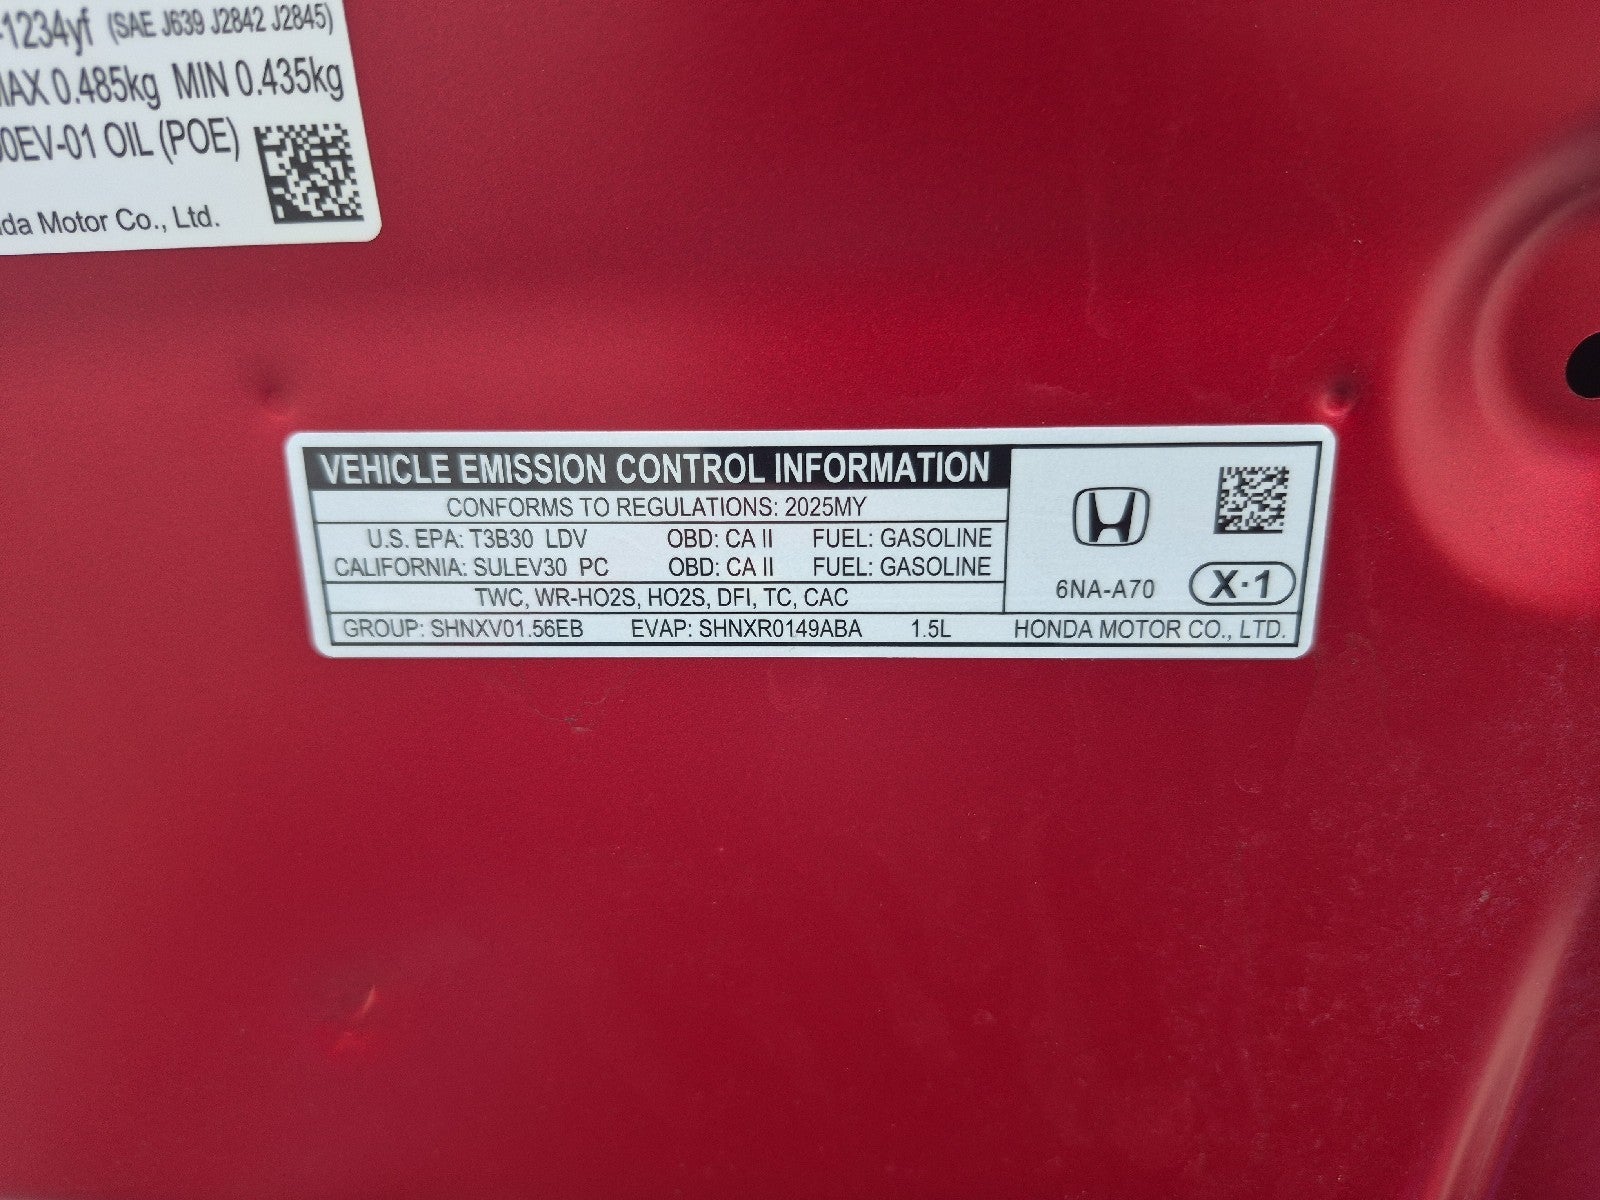 -1234yf (SAE J639 J2842 J2845)
MAX 0.485kg MIN 0.435kg
0EV-01 OIL (POE)
nda Motor Co., Ltd.
VEHICLE EMISSION CONTROL INFORMATION
CONFORMS TO REGULATIONS: 2025MY
U.S. EPA: T3B30 LDV OBD: CA II FUEL: GASOLINE
CALIFORNIA: SULEV30 PC OBD: CA II FUEL: GASOLINE
TWC, WR-HO2S, HO2S, DFI, TC, CAC
6NA-A70 X·1
GROUP: SHNXV01.56EB EVAP: SHNXR0149ABA 1.5L HONDA MOTOR CO., LTD.